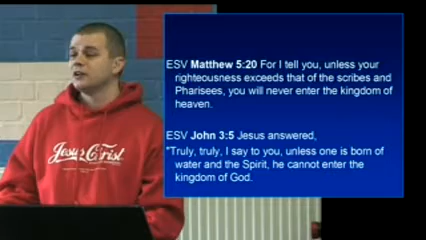 ESV Matthew 5:20 For I tell you, unless your
righteousness exceeds that of the scribes and
Pharisees, you will never enter the kingdom of
heaven.
ESV John 3:5 Jesus answered,
"Truly, truly, I say to you, unless one is born of
water and the Spirit, he cannot enter the
kingdom of God.
Jesus Christ